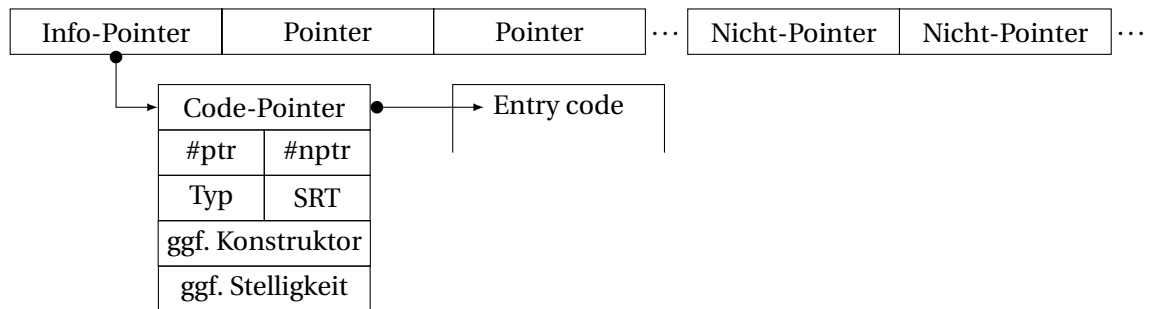 Info-Pointer Pointer Pointer ... Nicht-Pointer Nicht-Pointer ...
Code-Pointer Entry code
#ptr #nptr
Typ SRT
ggf. Konstruktor
ggf. Stelligkeit